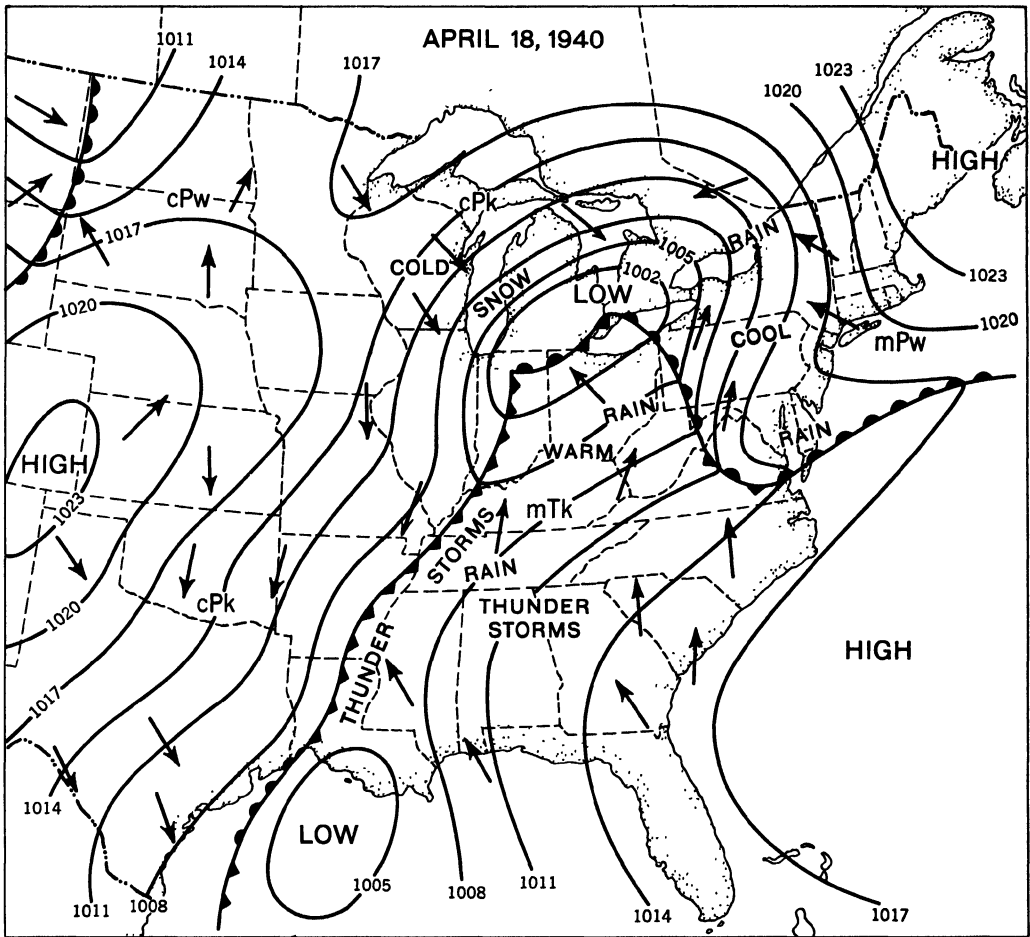 APRIL 18, 1940
1011
1014
1017
1023
1020
HIGH
cPw
cPk
1017
RAIN
1023
COLD
1005
SNOW
1002
LOW
1020
COOL
1020
mPw
RAIN
RAIN
WARM
HIGH
1023
mTk
STORMS
RAIN
cPk
THUNDER
STORMS
1020
THUNDER
HIGH
1017
1014
LOW
1005
1008
1011
1011
1008
1014
1017